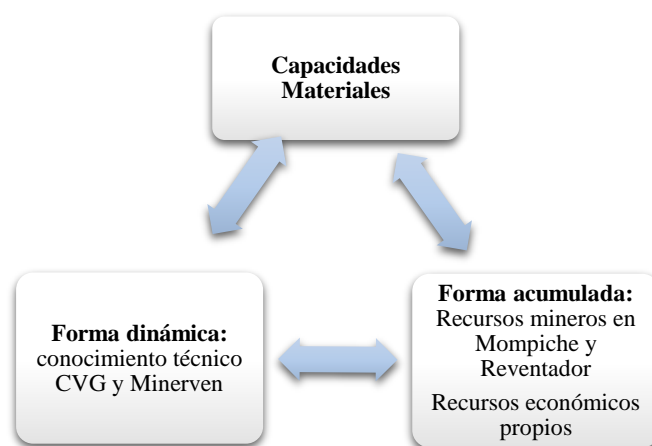 Capacidades
Materiales
Forma dinámica:
conocimiento técnico
CVG y Minerven
Forma acumulada:
Recursos mineros en
Mompiche y
Reventador
Recursos económicos
propios